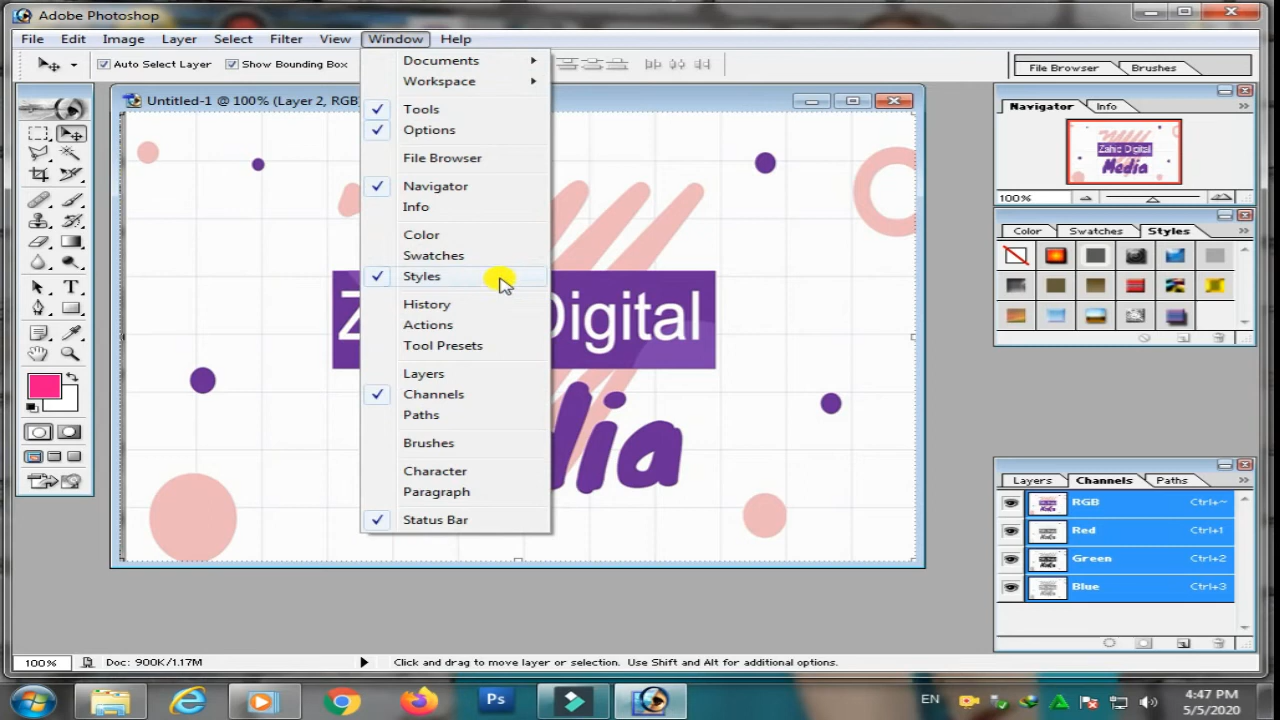 Adobe Photoshop
File Edit Image Layer Select Filter View Window Help
Auto Select Layer Show Bounding Box
File Browser Brushes
Untitled-1 @ 100% (Layer 2, RGB
Documents
Workspace
Tools
Options
File Browser
Navigator
Info
Color
Swatches
Styles
History
Actions
Tool Presets
Layers
Channels
Paths
Brushes
Character
Paragraph
Status Bar
Digital
Navigator Info
Zahic Digital
Media
100%
Color Swatches Styles
Layers Channels Paths
RGB Ctrl+~
Red Ctrl+1
Green Ctrl+2
Blue Ctrl+3
100% Doc: 900K/1.17M Click and drag to move layer or selection. Use Shift and Alt for additional options.
Ps
EN
4:47 PM
5/5/2020